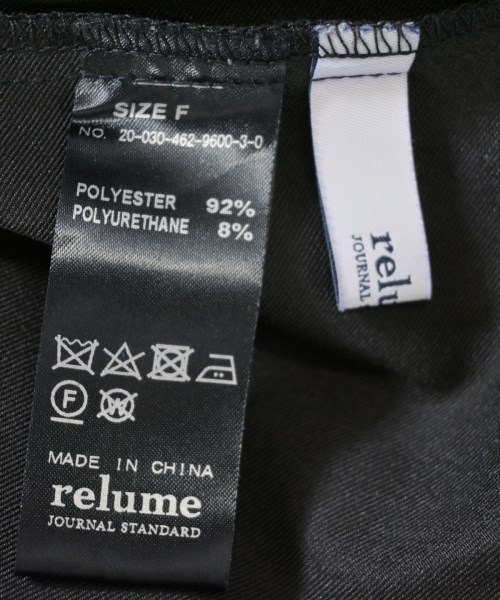 SIZE F
NO. 20-030-462-9600-3-0
POLYESTER 92%
POLYURETHANE 8%
F
W
MADE IN CHINA
relume
JOURNAL STANDARD
relu
JOURNAL